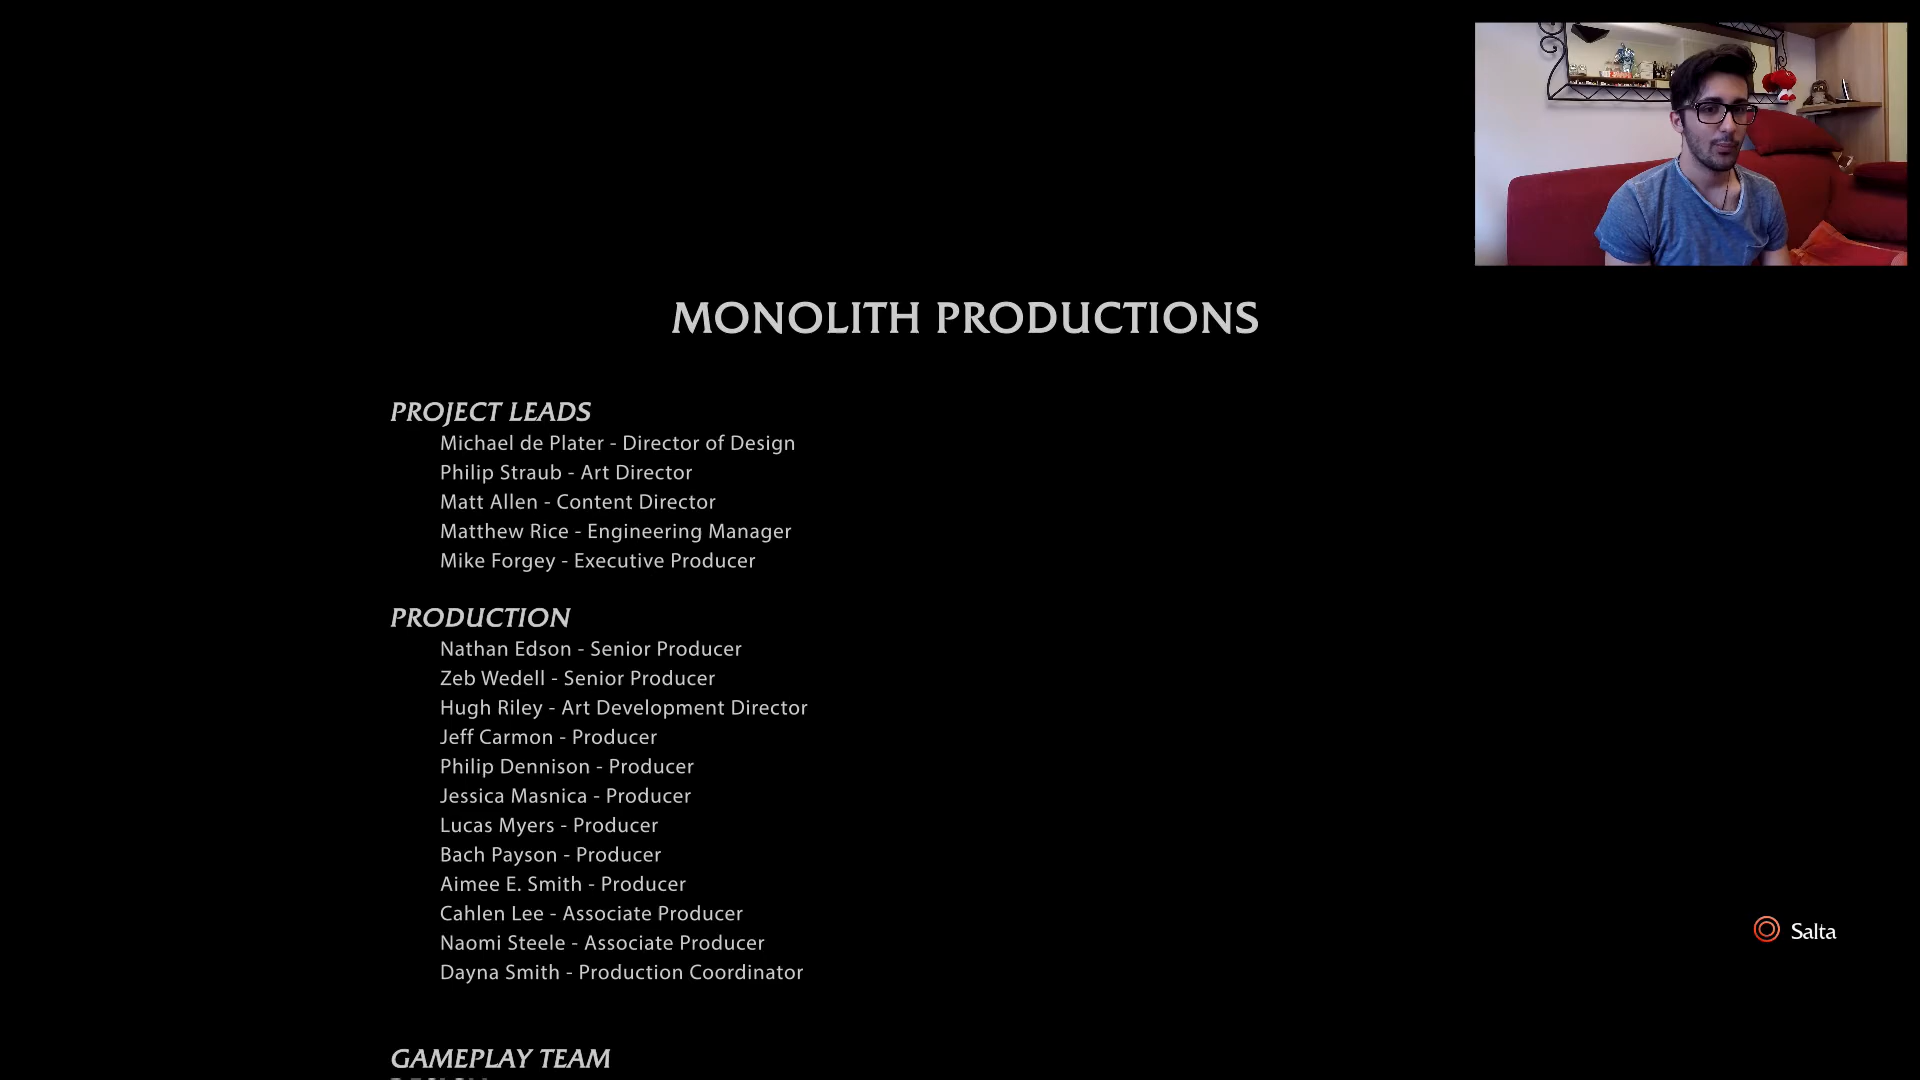 MONOLITH PRODUCTIONS
PROJECT LEADS
Michael de Plater - Director of Design
Philip Straub - Art Director
Matt Allen - Content Director
Matthew Rice - Engineering Manager
Mike Forgey - Executive Producer
PRODUCTION
Nathan Edson - Senior Producer
Zeb Wedell - Senior Producer
Hugh Riley - Art Development Director
Jeff Carmon - Producer
Philip Dennison - Producer
Jessica Masnica - Producer
Lucas Myers - Producer
Bach Payson - Producer
Aimee E. Smith - Producer
Cahlen Lee - Associate Producer
Naomi Steele - Associate Producer
Dayna Smith - Production Coordinator
Salta
GAMEPLAY TEAM